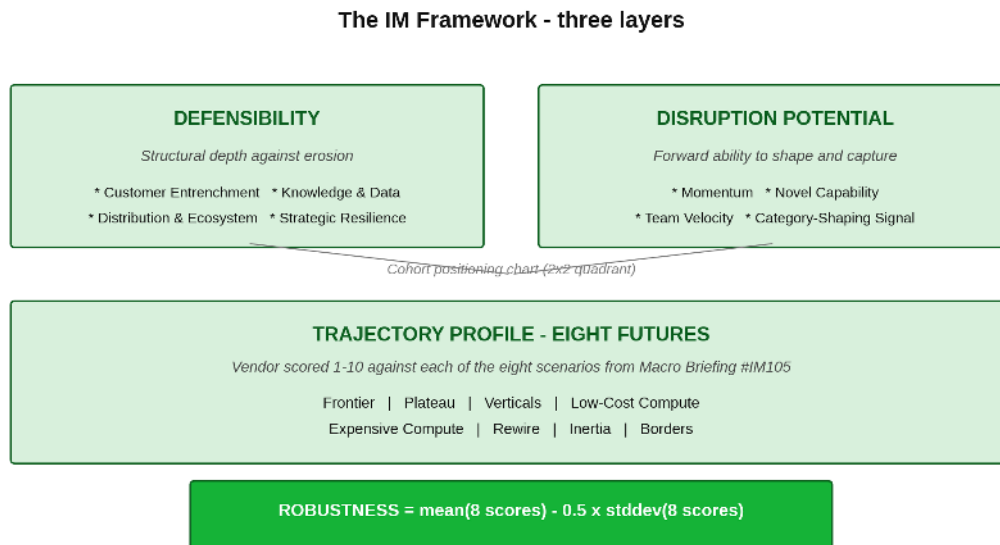 The IM Framework - three layers
DEFENSIBILITY
Structural depth against erosion
* Customer Entrenchment * Knowledge & Data
* Distribution & Ecosystem * Strategic Resilience
DISRUPTION POTENTIAL
Forward ability to shape and capture
* Momentum * Novel Capability
* Team Velocity * Category-Shaping Signal
Cohort positioning chart (2x2 quadrant)
TRAJECTORY PROFILE - EIGHT FUTURES
Vendor scored 1-10 against each of the eight scenarios from Macro Briefing #IM105
Frontier | Plateau | Verticals | Low-Cost Compute
Expensive Compute | Rewire | Inertia | Borders
ROBUSTNESS = mean(8 scores) - 0.5 x stddev(8 scores)